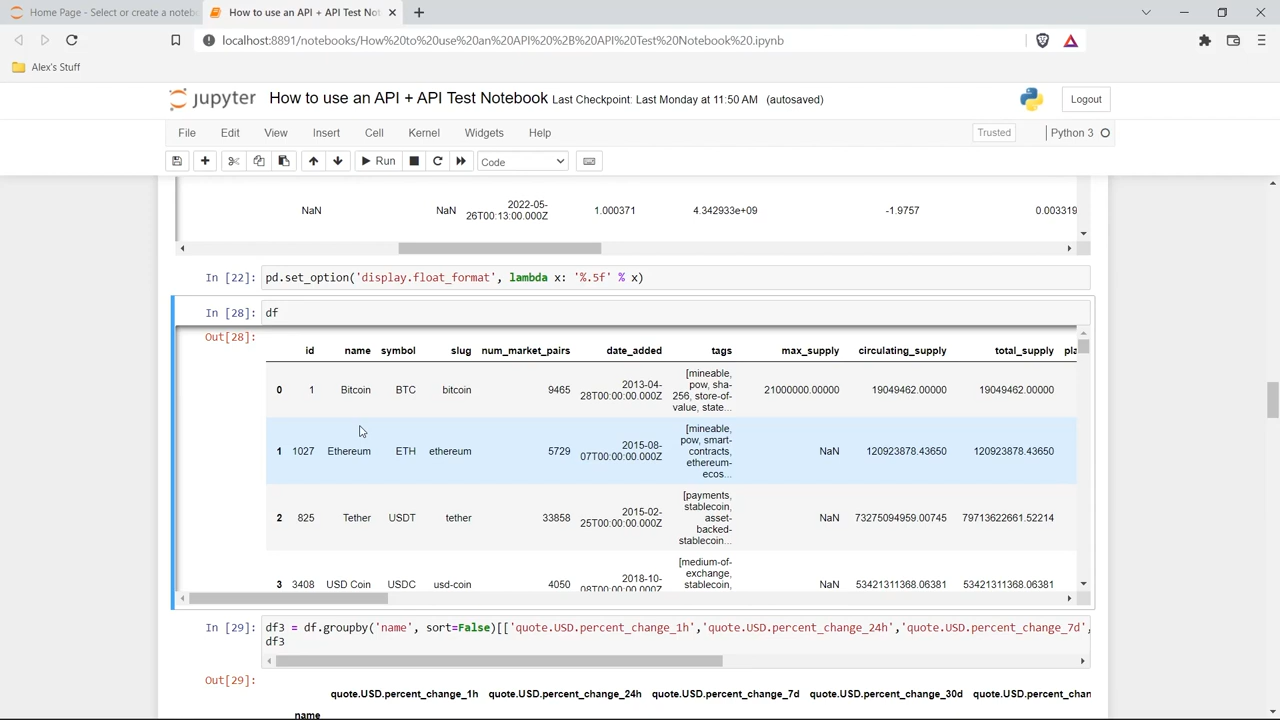 Home Page - Select or create a noteb
How to use an API + API Test Not
localhost:8891/notebooks/How%20to%20use%20an%20API%20%2B%20API%20Test%20Notebook%20.ipynb
Alex's Stuff
jupyter How to use an API + API Test Notebook Last Checkpoint: Last Monday at 11:50 AM (autosaved)
Logout
File Edit View Insert Cell Kernel Widgets Help
Trusted
Python 3
Run
Code
NaN NaN 2022-05-26T00:13:00.000Z 1.000371 4.342933e+09 -1.9757 0.003319
In [22]: pd.set_option('display.float_format', lambda x: '%.5f' % x)
In [28]: df
Out[28]:
id name symbol slug num_market_pairs date_added tags max_supply circulating_supply total_supply pla
0 1 Bitcoin BTC bitcoin 9465 2013-04-28T00:00:00.000Z [mineable, pow, sha-256, store-of-value, state... 21000000.00000 19049462.00000 19049462.00000
1 1027 Ethereum ETH ethereum 5729 2015-08-07T00:00:00.000Z [mineable, pow, smart-contracts, ethereum-ecos... NaN 120923878.43650 120923878.43650
2 825 Tether USDT tether 33858 2015-02-25T00:00:00.000Z [payments, stablecoin, asset-backed-stablecoin... NaN 73275094959.00745 79713622661.52214
3 3408 USD Coin USDC usd-coin 4050 2018-10-08T00:00:00.000Z [medium-of-exchange, stablecoin, NaN 53421311368.06381 53421311368.06381
In [29]: df3 = df.groupby('name', sort=False)[['quote.USD.percent_change_1h','quote.USD.percent_change_24h','quote.USD.percent_change_7d',
df3
Out[29]:
quote.USD.percent_change_1h quote.USD.percent_change_24h quote.USD.percent_change_7d quote.USD.percent_change_30d quote.USD.percent_chan
name